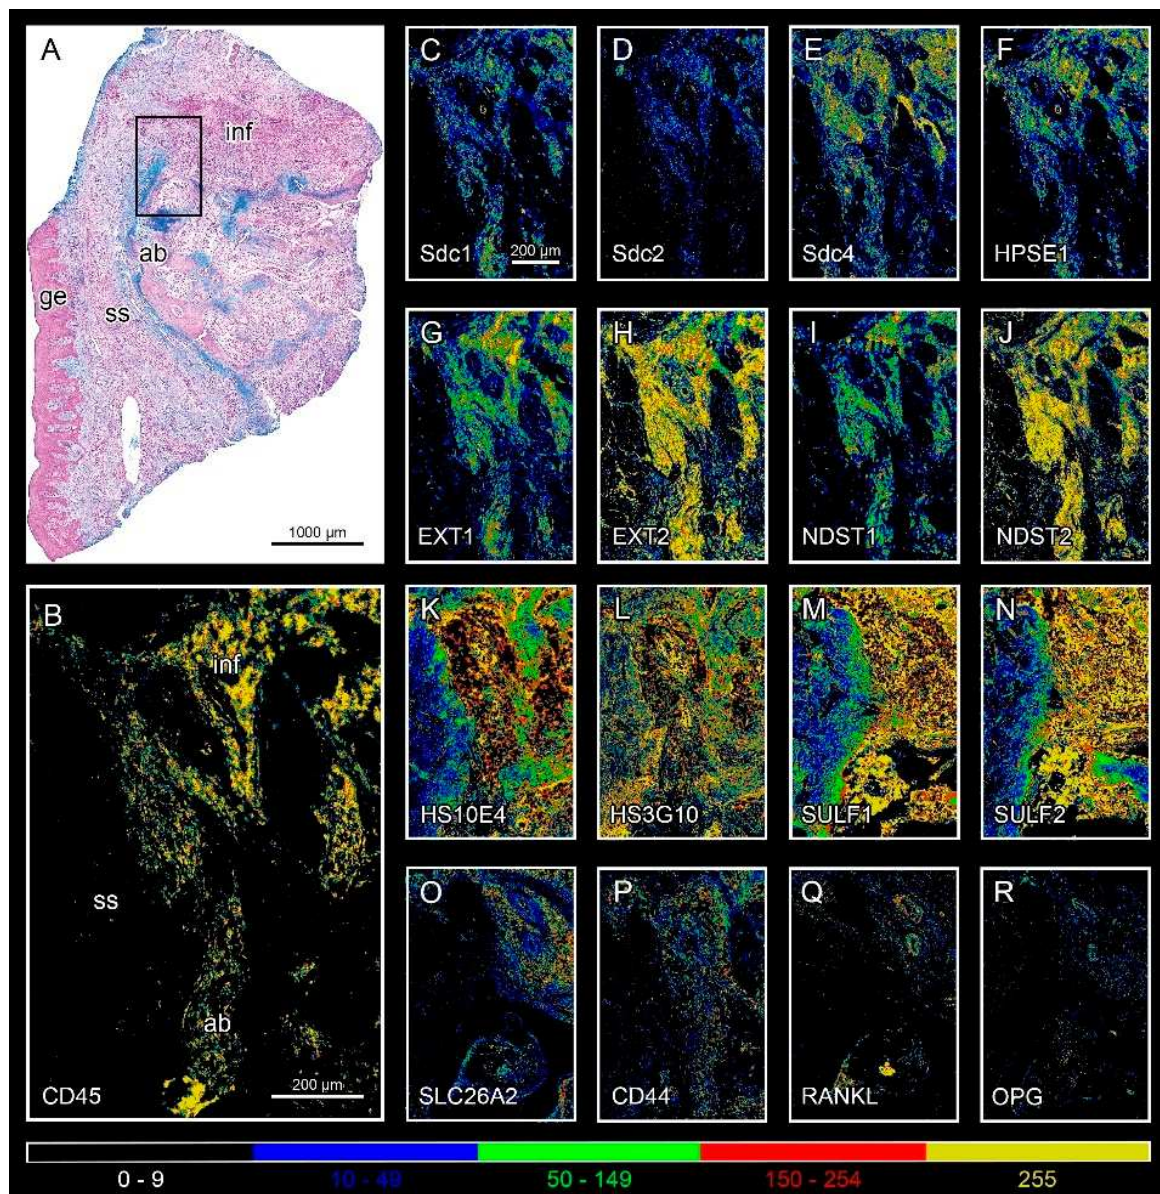 A
inf
ab
ge
ss
1000 µm
B
inf
ss
ab
200 µm
CD45
C
Sdc1
200 µm
D
Sdc2
E
Sdc4
F
HPSE1
G
EXT1
H
EXT2
I
NDST1
J
NDST2
K
HS10E4
L
HS3G10
M
SULF1
N
SULF2
O
SLC26A2
P
CD44
Q
RANKL
R
OPG
0 - 9 10 - 49 50 - 149 150 - 254 255